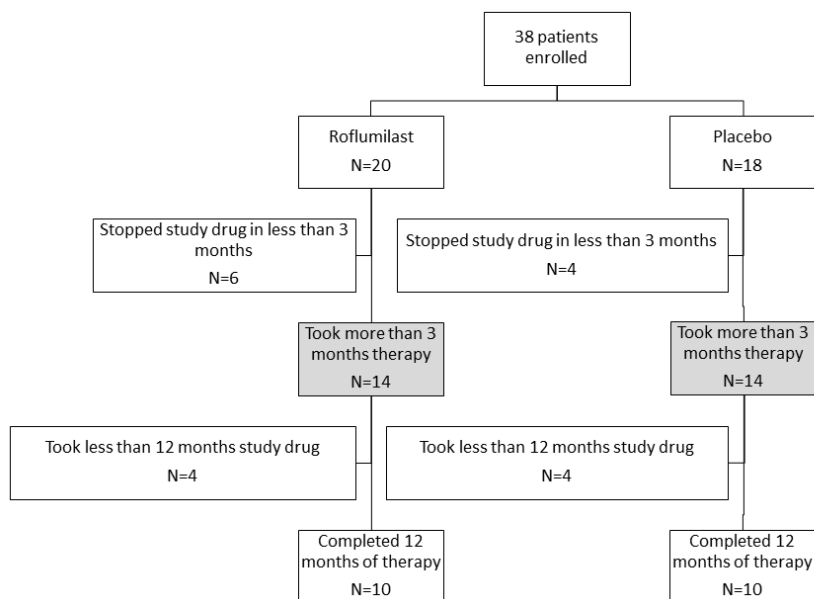 38 patients
enrolled
Roflumilast
N=20
Placebo
N=18
Stopped study drug in less than 3
months
N=6
Stopped study drug in less than 3 months
N=4
Took more than 3
months therapy
N=14
Took more than 3
months therapy
N=14
Took less than 12 months study drug
N=4
Took less than 12 months study drug
N=4
Completed 12
months of therapy
N=10
Completed 12
months of therapy
N=10